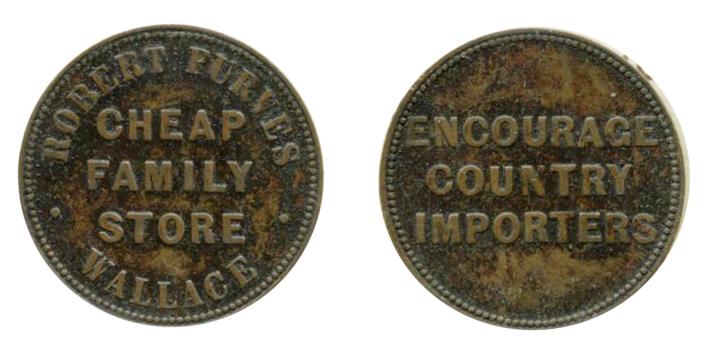 ROBERT PURVES
CHEAP
FAMILY
STORE
WALLACE
ENCOURAGE
COUNTRY
IMPORTERS